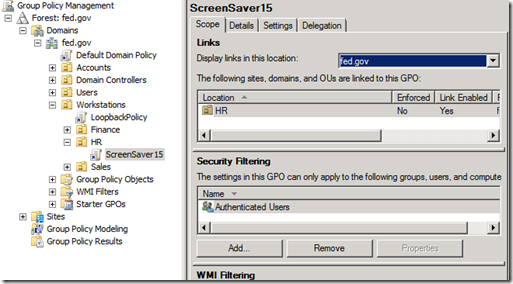 Group Policy Management
Forest: fed.gov
Domains
fed.gov
Default Domain Policy
Accounts
Domain Controllers
Users
Workstations
LoopbackPolicy
Finance
HR
ScreenSaver15
Sales
Group Policy Objects
WMI Filters
Starter GPOs
Sites
Group Policy Modeling
Group Policy Results
ScreenSaver15
Scope Details Settings Delegation
Links
Display links in this location: fed.gov
The following sites, domains, and OUs are linked to this GPO:
Location Enforced Link Enabled
HR No Yes
Security Filtering
The settings in this GPO can only apply to the following groups, users, and compute
Name
Authenticated Users
Add... Remove Properties
WMI Filtering